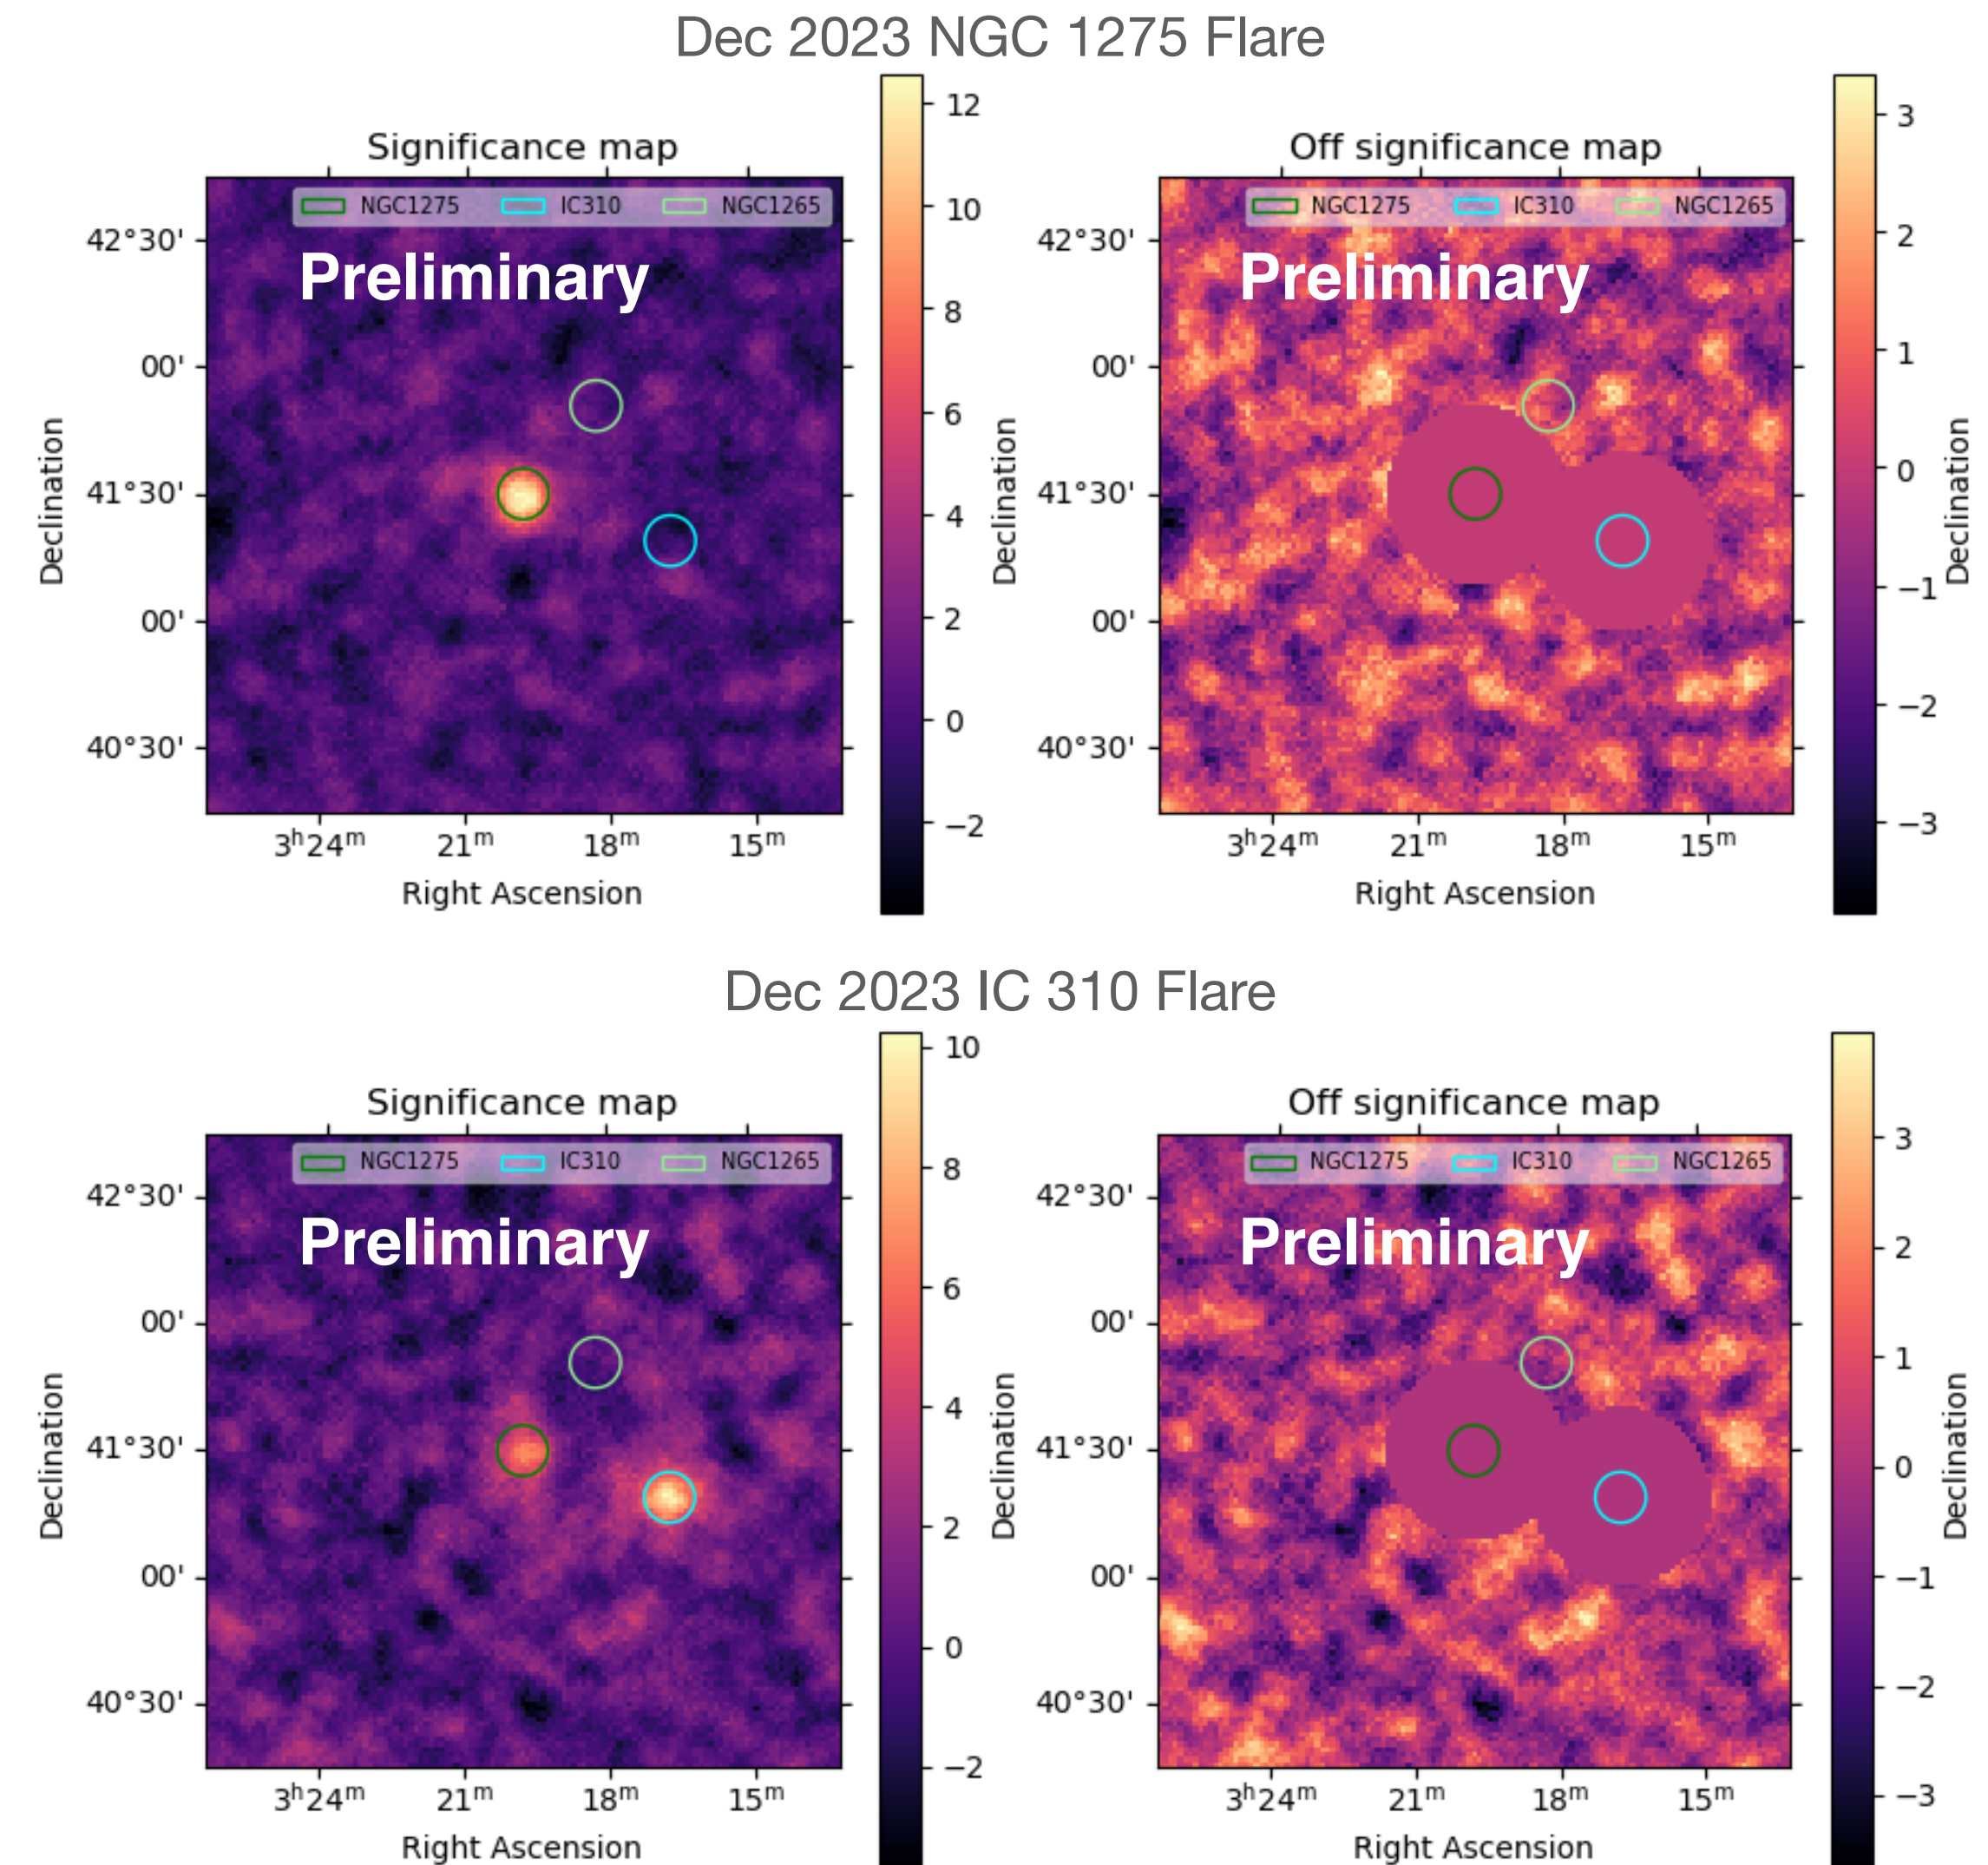 Dec 2023 NGC 1275 Flare
Significance map
NGC1275 IC310 NGC1265
Preliminary
42°30'
00'
41°30'
00'
40°30'
Declination
3ʰ24ᵐ 21ᵐ 18ᵐ 15ᵐ
Right Ascension
12
10
8
6
4
2
0
−2
Off significance map
NGC1275 IC310 NGC1265
Preliminary
42°30'
00'
41°30'
00'
40°30'
Declination
3ʰ24ᵐ 21ᵐ 18ᵐ 15ᵐ
Right Ascension
3
2
1
0
−1
−2
−3
Declination
Dec 2023 IC 310 Flare
Significance map
NGC1275 IC310 NGC1265
Preliminary
42°30'
00'
41°30'
00'
40°30'
Declination
3ʰ24ᵐ 21ᵐ 18ᵐ 15ᵐ
Right Ascension
10
8
6
4
2
0
−2
Off significance map
NGC1275 IC310 NGC1265
Preliminary
42°30'
00'
41°30'
00'
40°30'
Declination
3ʰ24ᵐ 21ᵐ 18ᵐ 15ᵐ
Right Ascension
3
2
1
0
−1
−2
−3
Declination